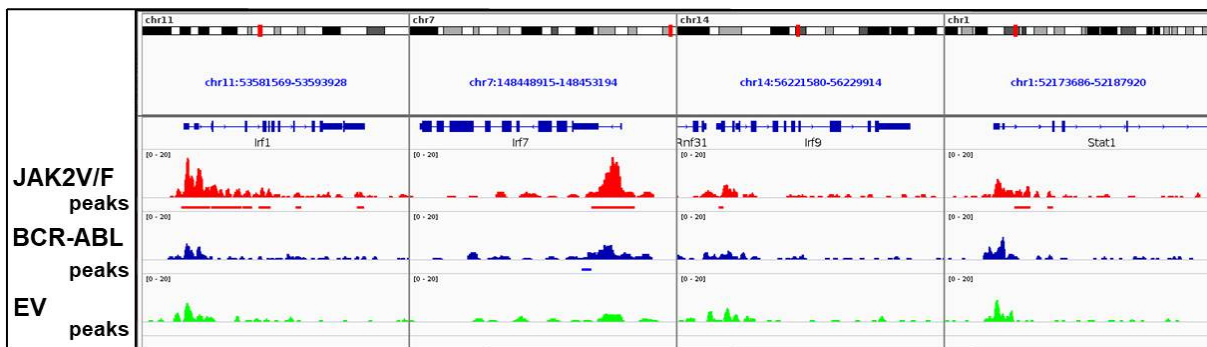 chr11 chr7 chr14 chr1
chr11:53581569-53593928 chr7:148448915-148453194 chr14:56221580-56229914 chr1:52173686-52187920
Irf1 Irf7 Rnf31 Irf9 Stat1
JAK2V/F [0 - 20] [0 - 20] [0 - 20] [0 - 20]
peaks
BCR-ABL [0 - 20] [0 - 20] [0 - 20] [0 - 20]
peaks
EV [0 - 20] [0 - 20] [0 - 20] [0 - 20]
peaks